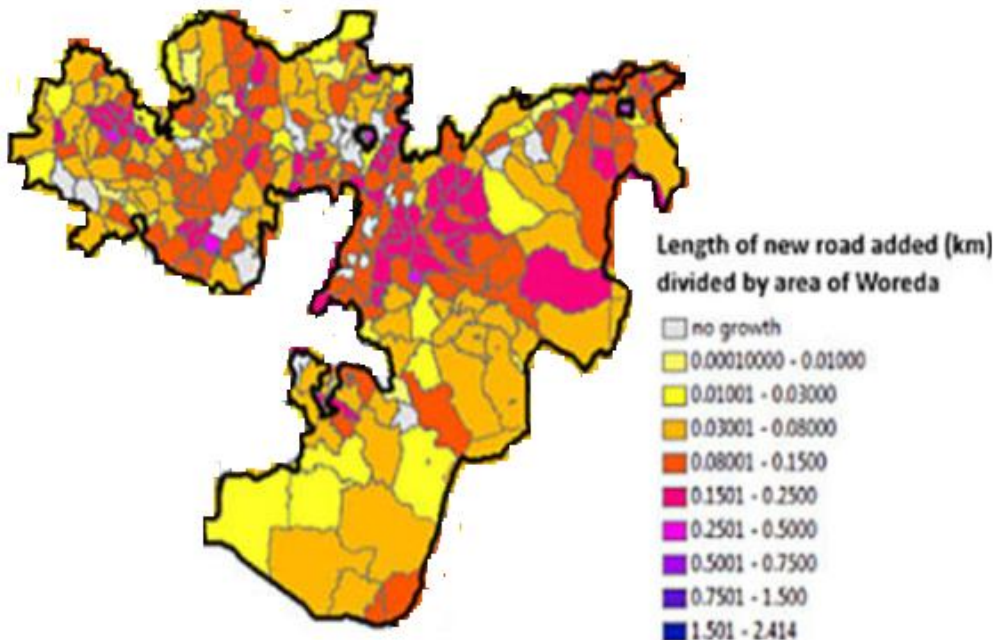 Length of new road added (km)
divided by area of Woreda
no growth
0.00010000 - 0.01000
0.01001 - 0.03000
0.03001 - 0.08000
0.08001 - 0.1500
0.1501 - 0.2500
0.2501 - 0.5000
0.5001 - 0.7500
0.7501 - 1.500
1.501 - 2.414